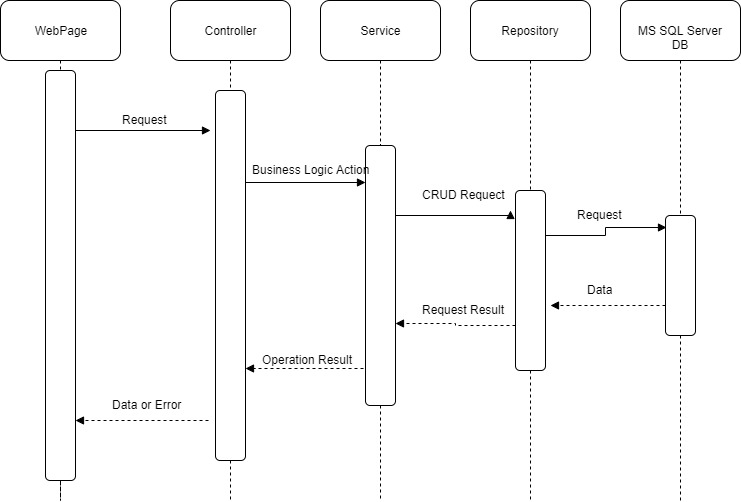 WebPage
Controller
Service
Repository
MS SQL Server
DB
Request
Business Logic Action
CRUD Requect
Request
Data
Request Result
Operation Result
Data or Error